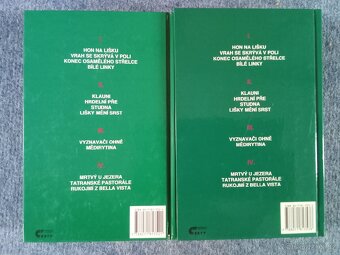 I.
HON NA LIŠKU
VRAH SE SKRÝVÁ V POLI
KONEC OSAMĚLÉHO STŘELCE
BÍLÉ LINKY
II.
KLAUNI
HRDELNÍ PŘE
STUDNA
LIŠKY MĚNÍ SRST
III.
VYZNAVAČI OHNĚ
MĚDIRYTINA
IV.
MRTVÝ U JEZERA
TATRANSKÉ PASTORÁLE
RUKOJMÍ Z BELLA VISTA
I.
HON NA LIŠKU
VRAH SE SKRÝVÁ V POLI
KONEC OSAMĚLÉHO STŘELCE
BÍLÉ LINKY
II.
KLAUNI
HRDELNÍ PŘE
STUDNA
LIŠKY MĚNÍ SRST
III.
VYZNAVAČI OHNĚ
MĚDIRYTINA
IV.
MRTVÝ U JEZERA
TATRANSKÉ PASTORÁLE
RUKOJMÍ Z BELLA VISTA